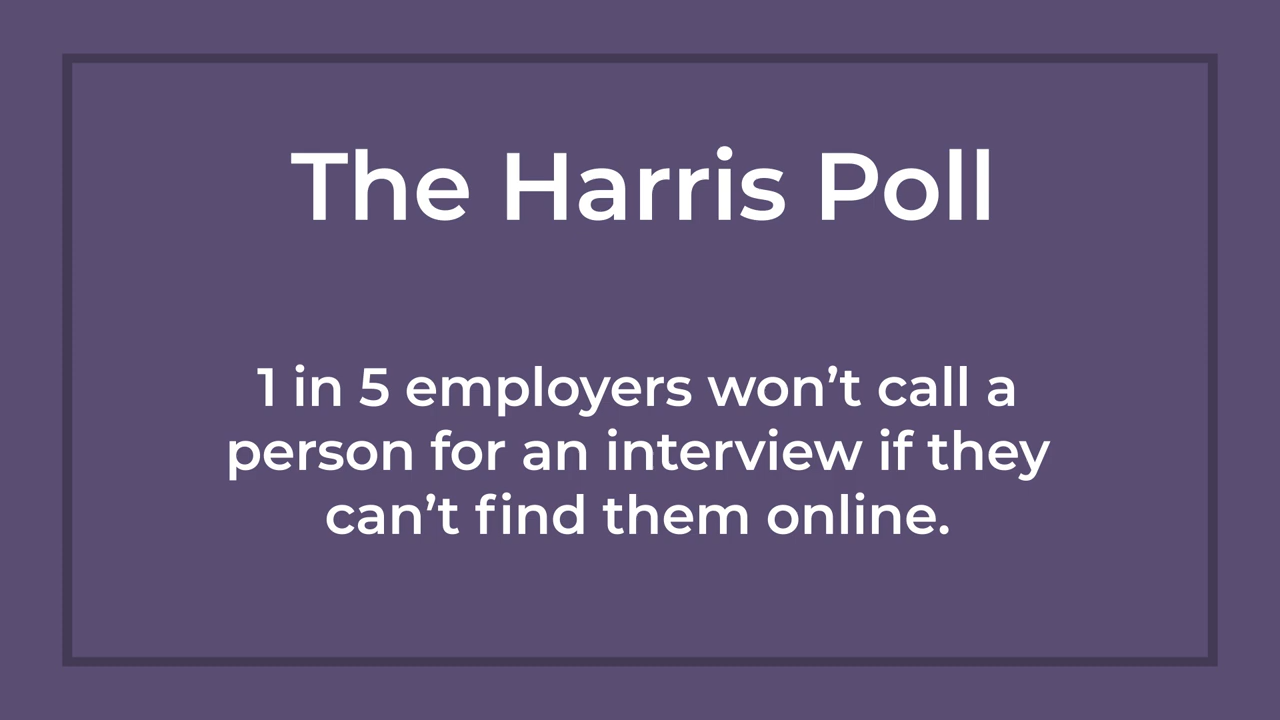 The Harris Poll
1 in 5 employers won’t call a
person for an interview if they
can’t find them online.